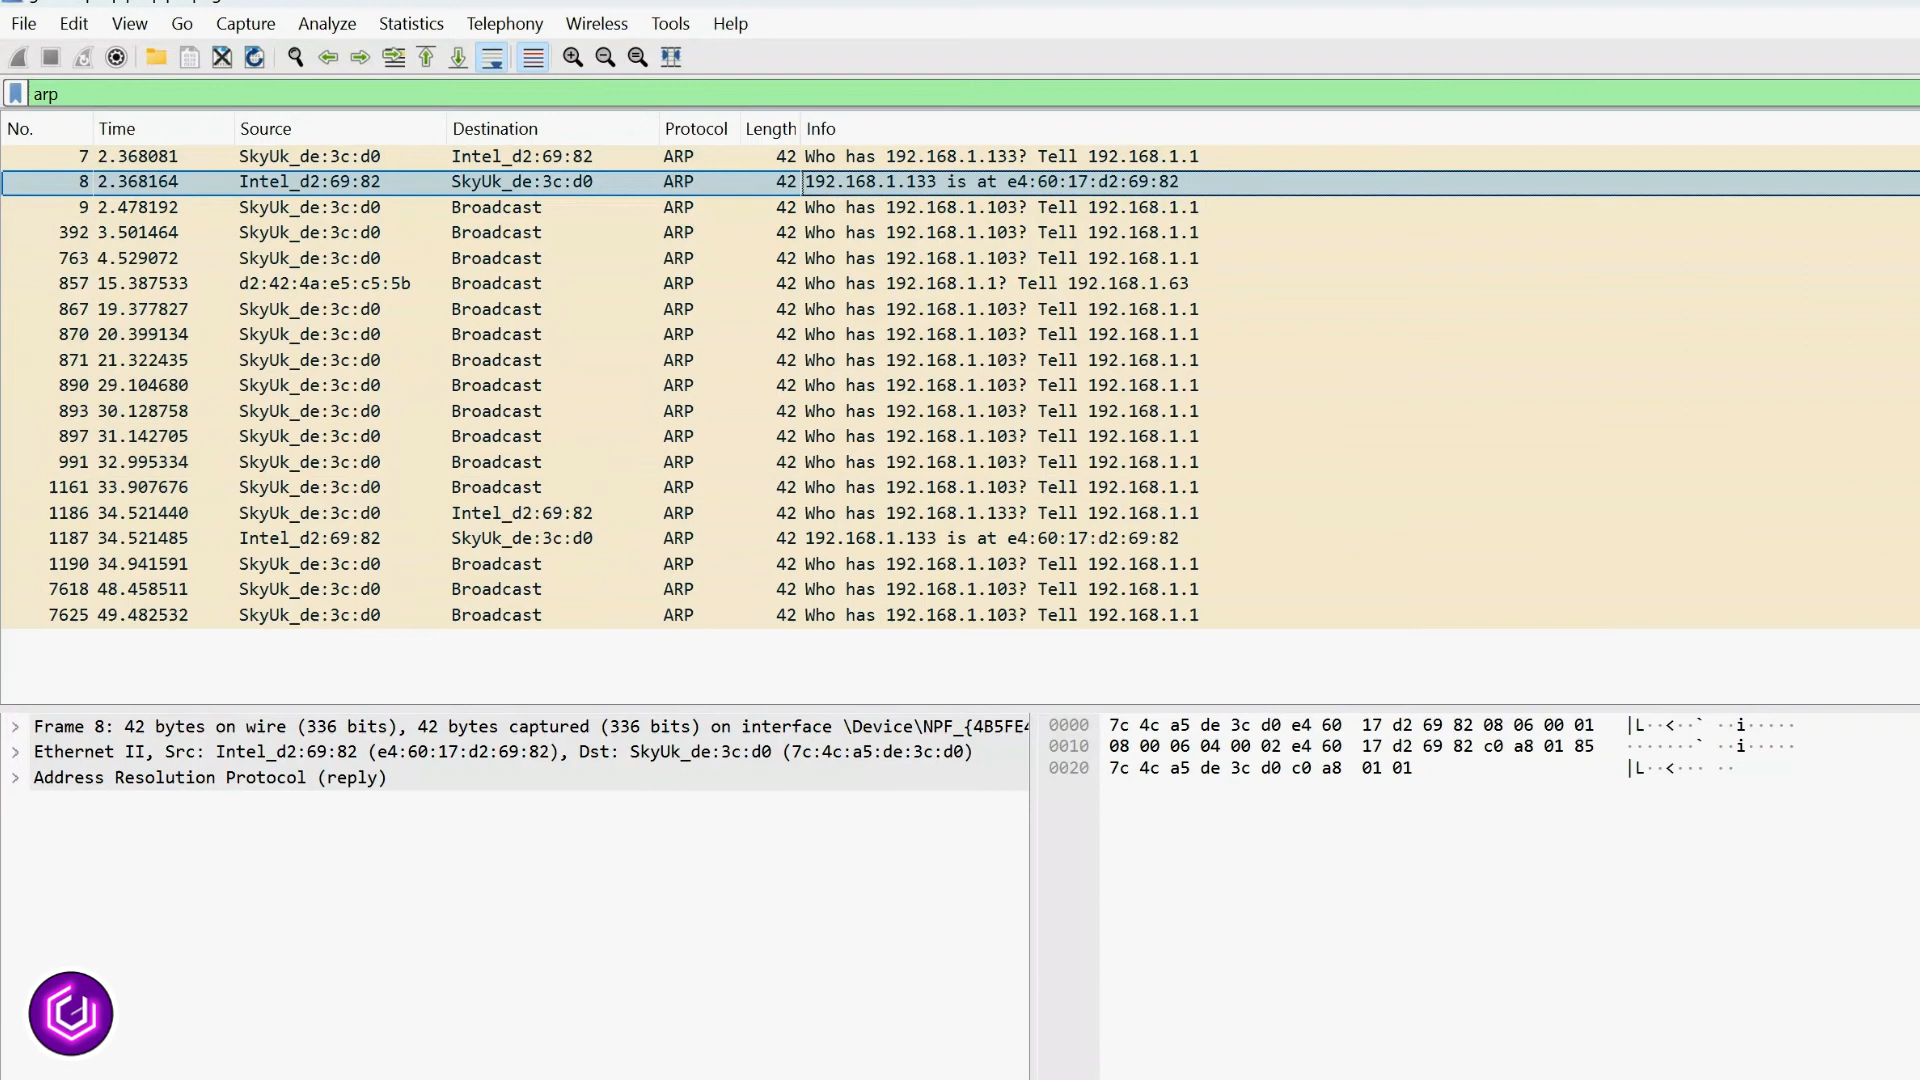 File Edit View Go Capture Analyze Statistics Telephony Wireless Tools Help
arp
No. Time Source Destination Protocol Length Info
7 2.368081 SkyUk_de:3c:d0 Intel_d2:69:82 ARP 42 Who has 192.168.1.133? Tell 192.168.1.1
8 2.368164 Intel_d2:69:82 SkyUk_de:3c:d0 ARP 42 192.168.1.133 is at e4:60:17:d2:69:82
9 2.478192 SkyUk_de:3c:d0 Broadcast ARP 42 Who has 192.168.1.103? Tell 192.168.1.1
392 3.501464 SkyUk_de:3c:d0 Broadcast ARP 42 Who has 192.168.1.103? Tell 192.168.1.1
763 4.529072 SkyUk_de:3c:d0 Broadcast ARP 42 Who has 192.168.1.103? Tell 192.168.1.1
857 15.387533 d2:42:4a:e5:c5:5b Broadcast ARP 42 Who has 192.168.1.1? Tell 192.168.1.63
867 19.377827 SkyUk_de:3c:d0 Broadcast ARP 42 Who has 192.168.1.103? Tell 192.168.1.1
870 20.399134 SkyUk_de:3c:d0 Broadcast ARP 42 Who has 192.168.1.103? Tell 192.168.1.1
871 21.322435 SkyUk_de:3c:d0 Broadcast ARP 42 Who has 192.168.1.103? Tell 192.168.1.1
890 29.104680 SkyUk_de:3c:d0 Broadcast ARP 42 Who has 192.168.1.103? Tell 192.168.1.1
893 30.128758 SkyUk_de:3c:d0 Broadcast ARP 42 Who has 192.168.1.103? Tell 192.168.1.1
897 31.142705 SkyUk_de:3c:d0 Broadcast ARP 42 Who has 192.168.1.103? Tell 192.168.1.1
991 32.995334 SkyUk_de:3c:d0 Broadcast ARP 42 Who has 192.168.1.103? Tell 192.168.1.1
1161 33.907676 SkyUk_de:3c:d0 Broadcast ARP 42 Who has 192.168.1.103? Tell 192.168.1.1
1186 34.521440 SkyUk_de:3c:d0 Intel_d2:69:82 ARP 42 Who has 192.168.1.133? Tell 192.168.1.1
1187 34.521485 Intel_d2:69:82 SkyUk_de:3c:d0 ARP 42 192.168.1.133 is at e4:60:17:d2:69:82
1190 34.941591 SkyUk_de:3c:d0 Broadcast ARP 42 Who has 192.168.1.103? Tell 192.168.1.1
7618 48.458511 SkyUk_de:3c:d0 Broadcast ARP 42 Who has 192.168.1.103? Tell 192.168.1.1
7625 49.482532 SkyUk_de:3c:d0 Broadcast ARP 42 Who has 192.168.1.103? Tell 192.168.1.1
> Frame 8: 42 bytes on wire (336 bits), 42 bytes captured (336 bits) on interface \Device\NPF_{4B5FE4
> Ethernet II, Src: Intel_d2:69:82 (e4:60:17:d2:69:82), Dst: SkyUk_de:3c:d0 (7c:4c:a5:de:3c:d0)
> Address Resolution Protocol (reply)
0000 7c 4c a5 de 3c d0 e4 60 17 d2 69 82 08 06 00 01 |L··<··` ··i·····
0010 08 00 06 04 00 02 e4 60 17 d2 69 82 c0 a8 01 85 ·······` ··i·····
0020 7c 4c a5 de 3c d0 c0 a8 01 01 |L··<··· ··